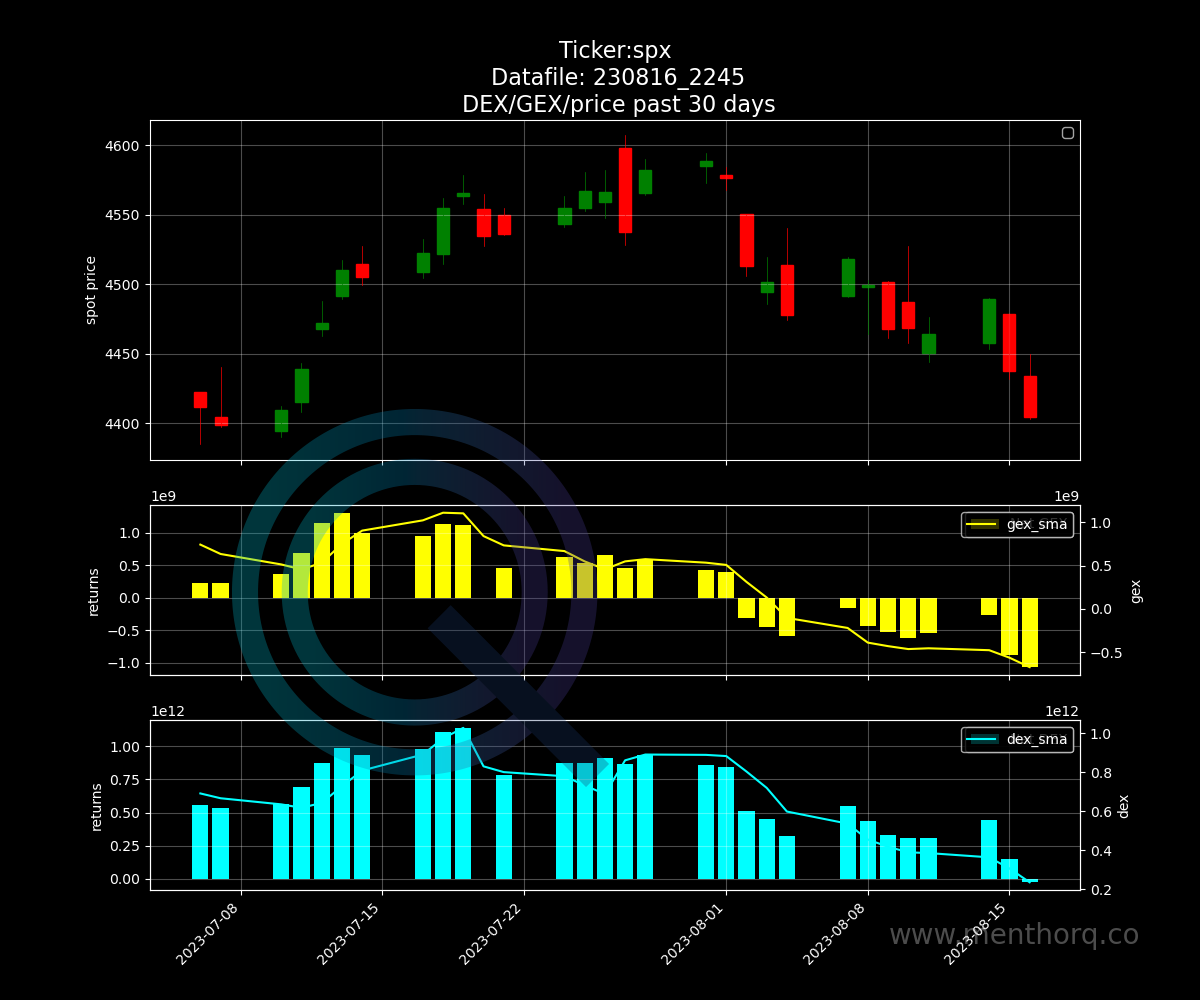 Ticker:spx
Datafile: 230816_2245
DEX/GEX/price past 30 days
4600
4550
4500
4450
4400
spot price
1e9
1e9
gex_sma
1.0
0.5
0.0
−0.5
−1.0
returns
1.0
0.5
0.0
−0.5
gex
1e12
1e12
dex_sma
1.00
0.75
0.50
0.25
0.00
returns
1.0
0.8
0.6
0.4
0.2
dex
2023-07-08
2023-07-15
2023-07-22
2023-08-01
2023-08-08
2023-08-15
www.menthorq.co